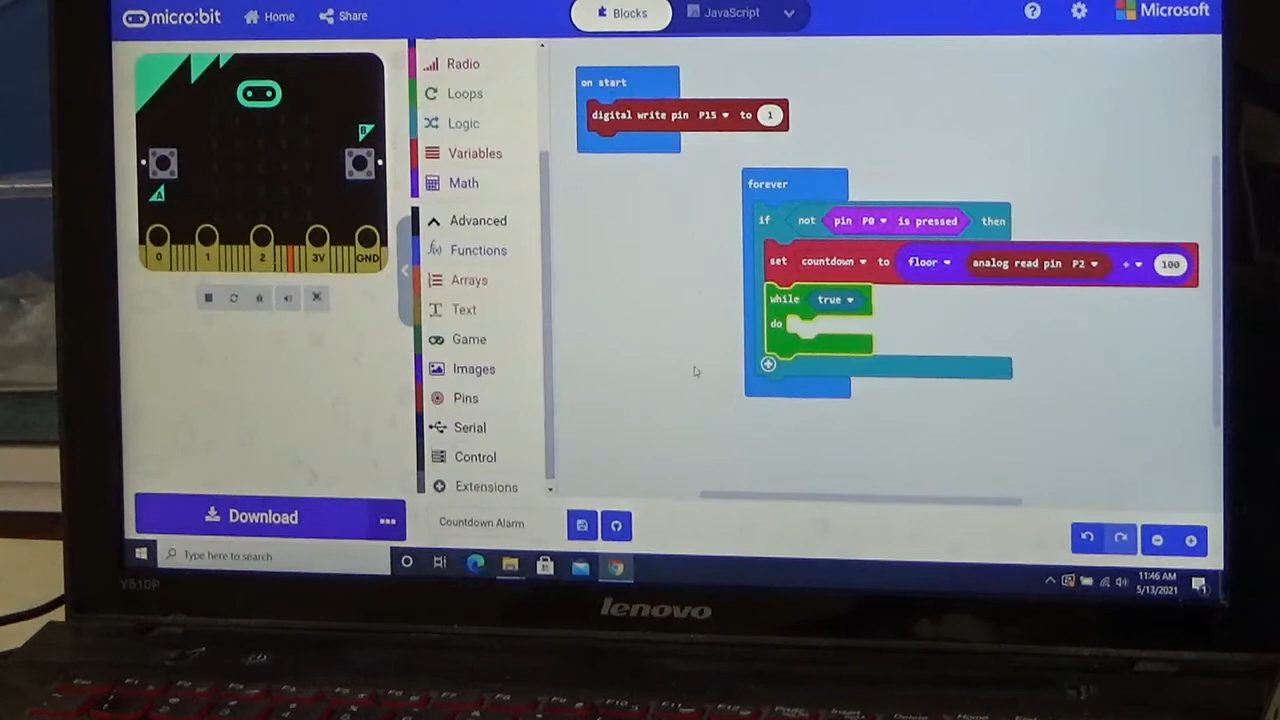 micro:bit
Home
Share
Blocks
JavaScript
Microsoft
B
A
0
1
2
3V
GND
Radio
Loops
Logic
Variables
Math
Advanced
Functions
Arrays
Text
Game
Images
Pins
Serial
Control
Extensions
on start
digital write pin P15 to 1
forever
if not pin P0 is pressed then
set countdown to floor analog read pin P2 ÷ 100
while true
do
Download
Countdown Alarm
Type here to search
11:46 AM
5/13/2021
Y510P
lenovo